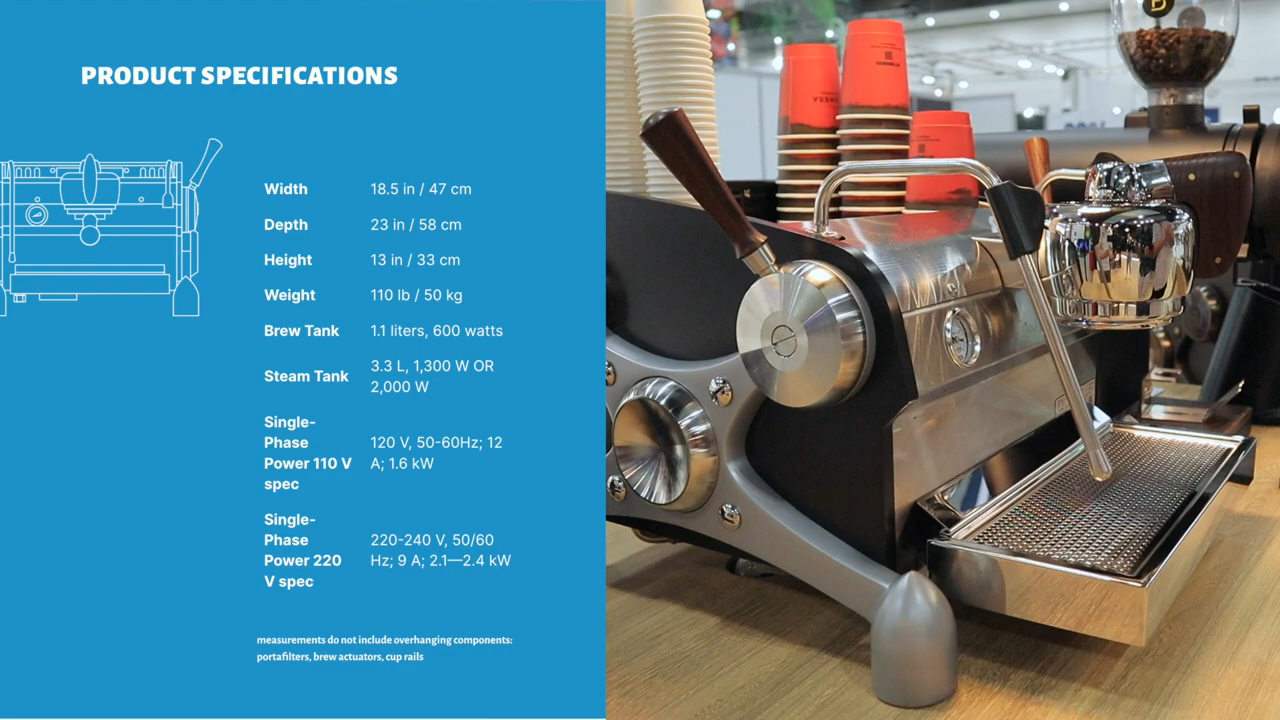 PRODUCT SPECIFICATIONS
Width 18.5 in / 47 cm
Depth 23 in / 58 cm
Height 13 in / 33 cm
Weight 110 lb / 50 kg
Brew Tank 1.1 liters, 600 watts
Steam Tank 3.3 L, 1,300 W OR
2,000 W
Single-
Phase
Power 110 V
spec
120 V, 50-60Hz; 12
A; 1.6 kW
Single-
Phase
Power 220
V spec
220-240 V, 50/60
Hz; 9 A; 2.1—2.4 kW
measurements do not include overhanging components:
portafilters, brew actuators, cup rails